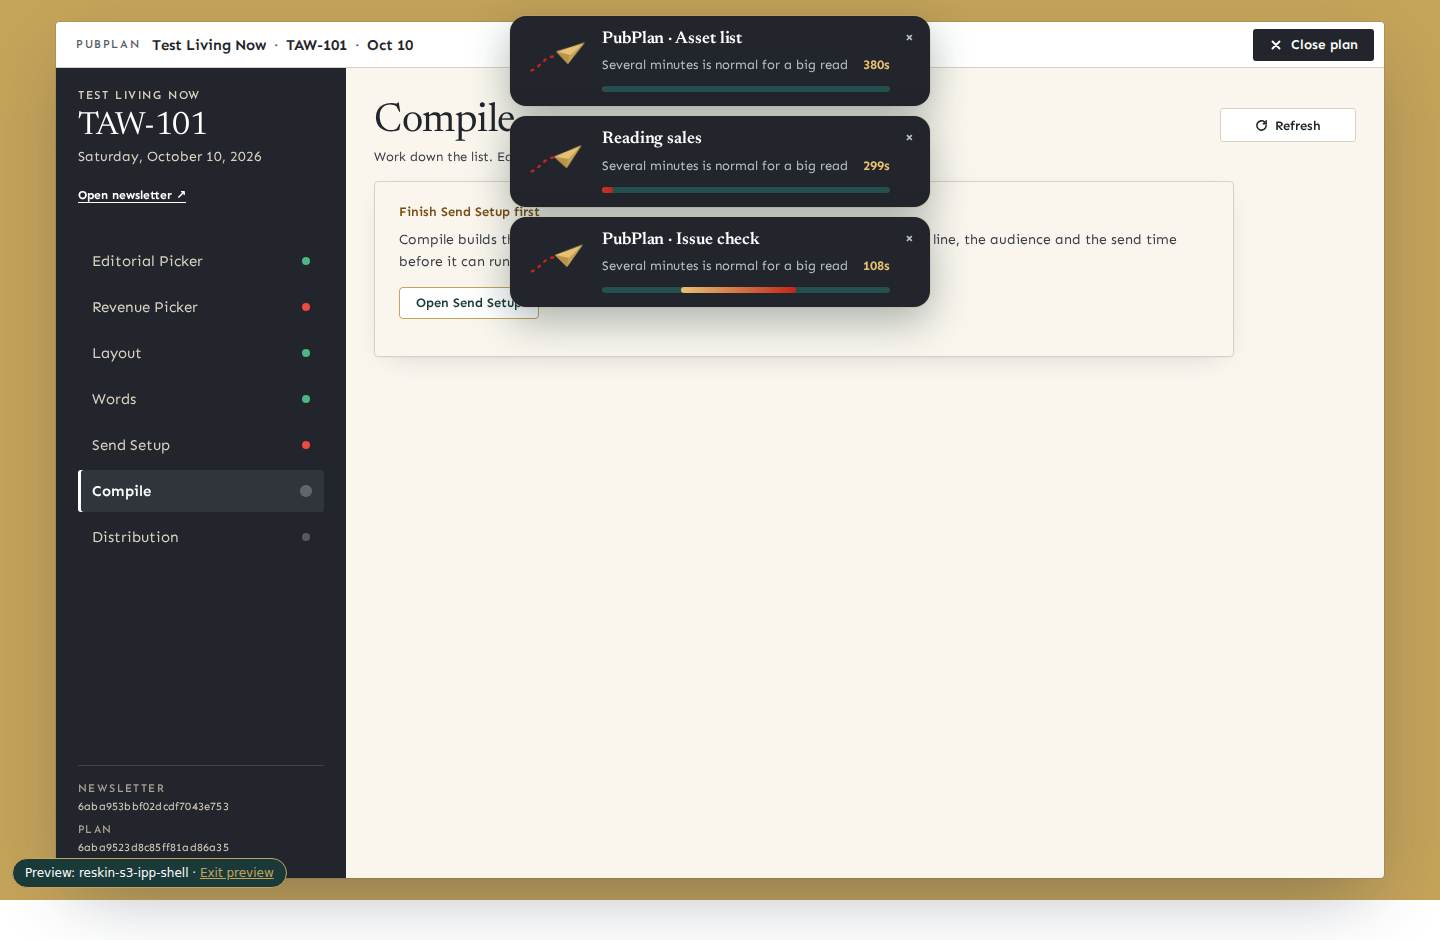 PUBPLAN Test Living Now · TAW-101 · Oct 10
Close plan
PubPlan · Asset list
Several minutes is normal for a big read 380s
Reading sales
Several minutes is normal for a big read 299s
PubPlan · Issue check
Several minutes is normal for a big read 108s
TEST LIVING NOW
TAW-101
Saturday, October 10, 2026
Open newsletter ↗
Editorial Picker
Revenue Picker
Layout
Words
Send Setup
Compile
Distribution
NEWSLETTER
6aba953bbf02dcdf7043e753
PLAN
6aba9523d8c85ff81ad86a35
Preview: reskin-s3-ipp-shell · Exit preview
Compile
Refresh
Work down the list.
Finish Send Setup first
Compile builds line, the audience and the send time
before it can run
Open Send Setup